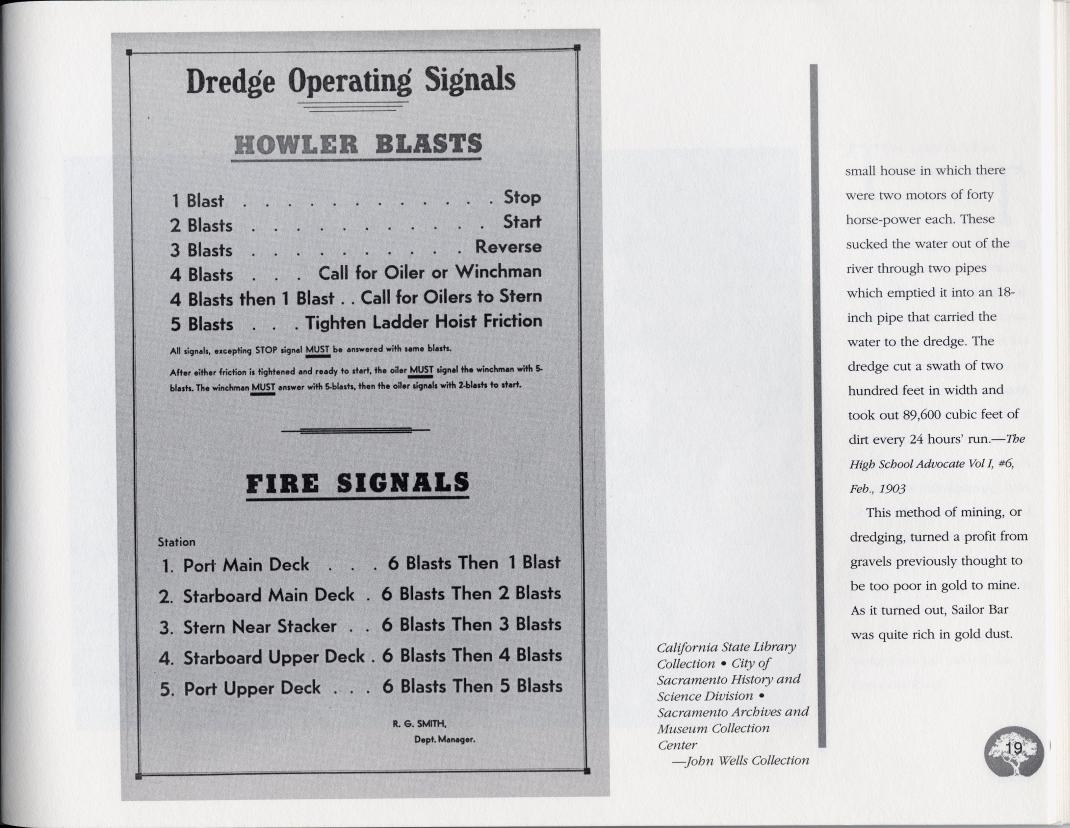 Dredge Operating Signals
HOWLER BLASTS
1 Blast . . . . . . . . . . . . Stop
2 Blasts . . . . . . . . . . . Start
3 Blasts . . . . . . . . . . Reverse
4 Blasts . . . Call for Oiler or Winchman
4 Blasts then 1 Blast . . Call for Oilers to Stern
5 Blasts . . . Tighten Ladder Hoist Friction
All signals, excepting STOP signal MUST be answered with same blasts.
After either friction is tightened and ready to start, the oiler MUST signal the winchman with 5-
blasts. The winchman MUST answer with 5-blasts, then the oiler signals with 2-blasts to start.
FIRE SIGNALS
Station
1. Port Main Deck . . . 6 Blasts Then 1 Blast
2. Starboard Main Deck . 6 Blasts Then 2 Blasts
3. Stern Near Stacker . . 6 Blasts Then 3 Blasts
4. Starboard Upper Deck . 6 Blasts Then 4 Blasts
5. Port Upper Deck . . . 6 Blasts Then 5 Blasts
R. G. SMITH,
Dept. Manager.
California State Library
Collection • City of
Sacramento History and
Science Division •
Sacramento Archives and
Museum Collection
Center
—John Wells Collection
small house in which there
were two motors of forty
horse-power each. These
sucked the water out of the
river through two pipes
which emptied it into an 18-
inch pipe that carried the
water to the dredge. The
dredge cut a swath of two
hundred feet in width and
took out 89,600 cubic feet of
dirt every 24 hours' run.—The
High School Advocate Vol I, #6,
Feb., 1903
This method of mining, or
dredging, turned a profit from
gravels previously thought to
be too poor in gold to mine.
As it turned out, Sailor Bar
was quite rich in gold dust.
19